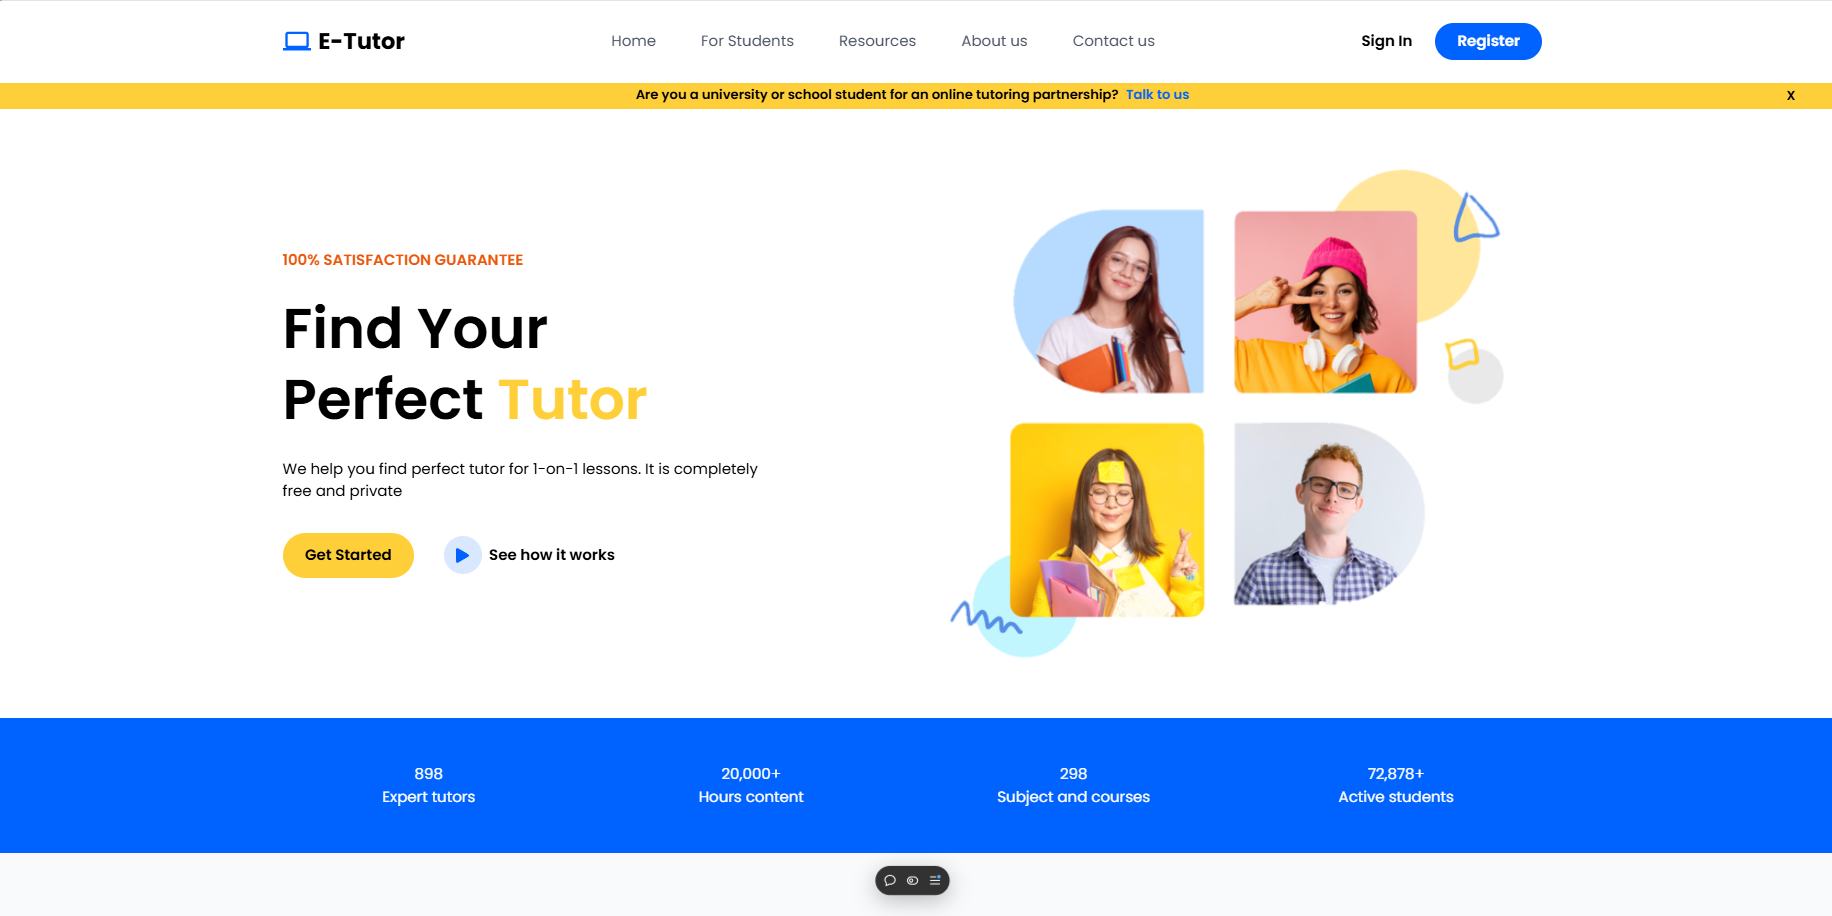 E-Tutor
Home
For Students
Resources
About us
Contact us
Sign In
Register
Are you a university or school student for an online tutoring partnership? Talk to us
X
100% SATISFACTION GUARANTEE
Find Your
Perfect Tutor
We help you find perfect tutor for 1-on-1 lessons. It is completely
free and private
Get Started
See how it works
898
Expert tutors
20,000+
Hours content
298
Subject and courses
72,878+
Active students